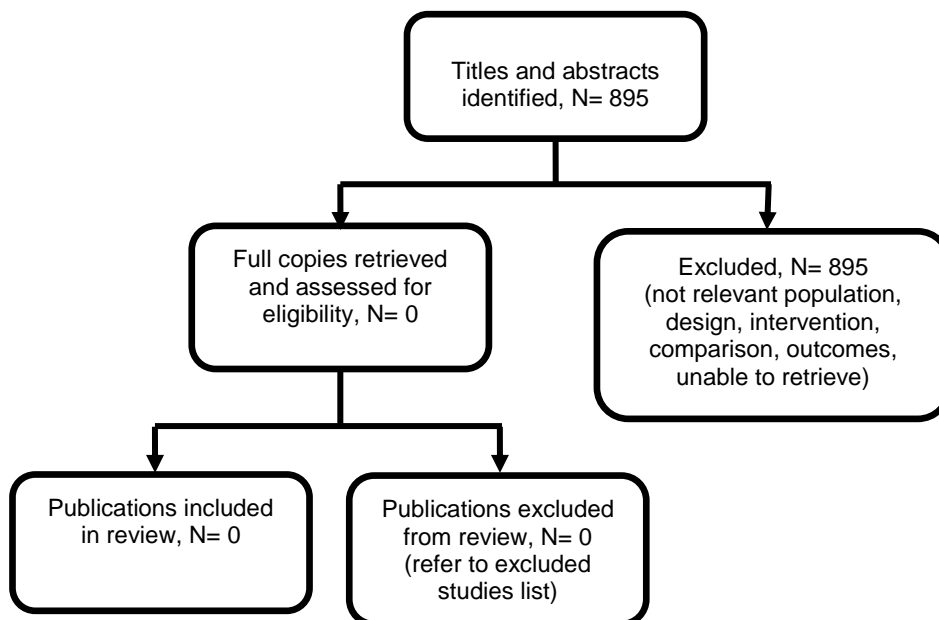 Titles and abstracts
identified, N= 895
Full copies retrieved
and assessed for
eligibility, N= 0
Excluded, N= 895
(not relevant population,
design, intervention,
comparison, outcomes,
unable to retrieve)
Publications included
in review, N= 0
Publications excluded
from review, N= 0
(refer to excluded
studies list)